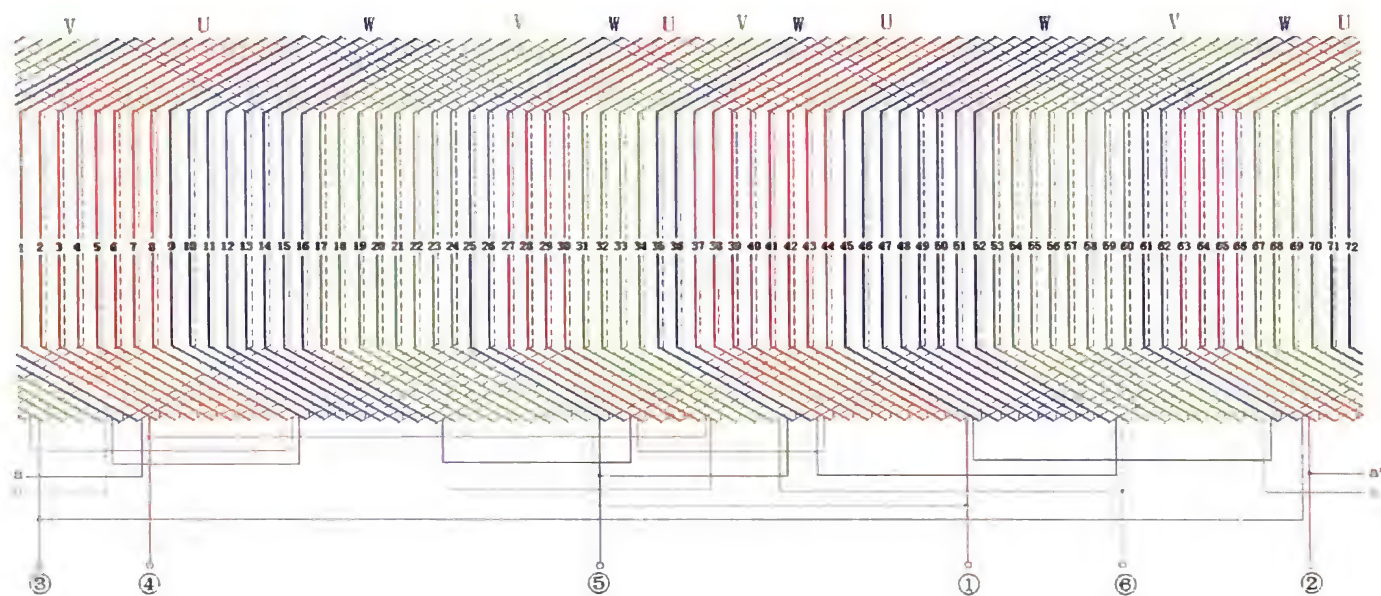 V U W V W U V W U W V W U
1 2 3 4 5 6 7 8 9 10 11 12 13 14 15 16 17 18 19 20 21 22 23 24 25 26 27 28 29 30 31 32 33 34 35 36 37 38 39 40 41 42 43 44 45 46 47 48 49 50 51 52 53 54 55 56 57 58 59 60 61 62 63 64 65 66 67 68 69 70 71 72
a a'
③ ④ ⑤ ① ⑥ ②